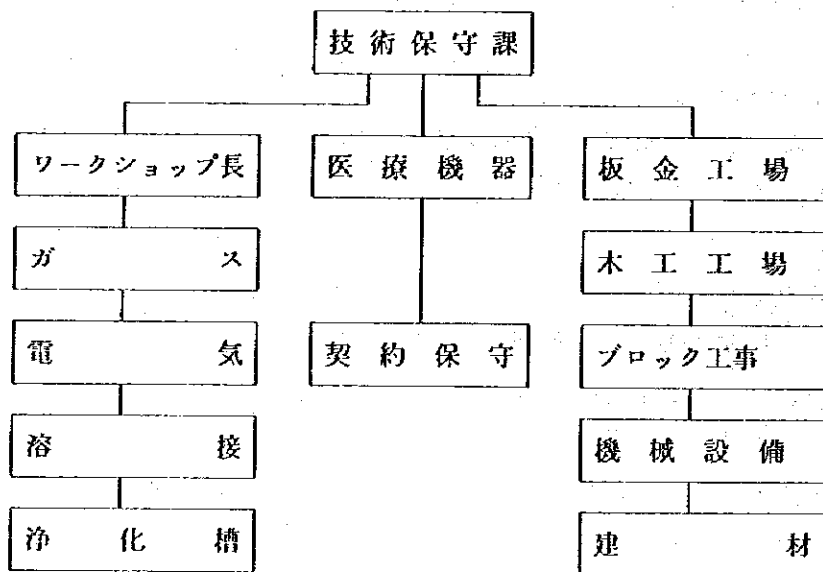 技術保守課
ワークショップ長
医療機器
板金工場
ガス
木工工場
電気
契約保守
ブロック工事
溶接
機械設備
浄化槽
建材